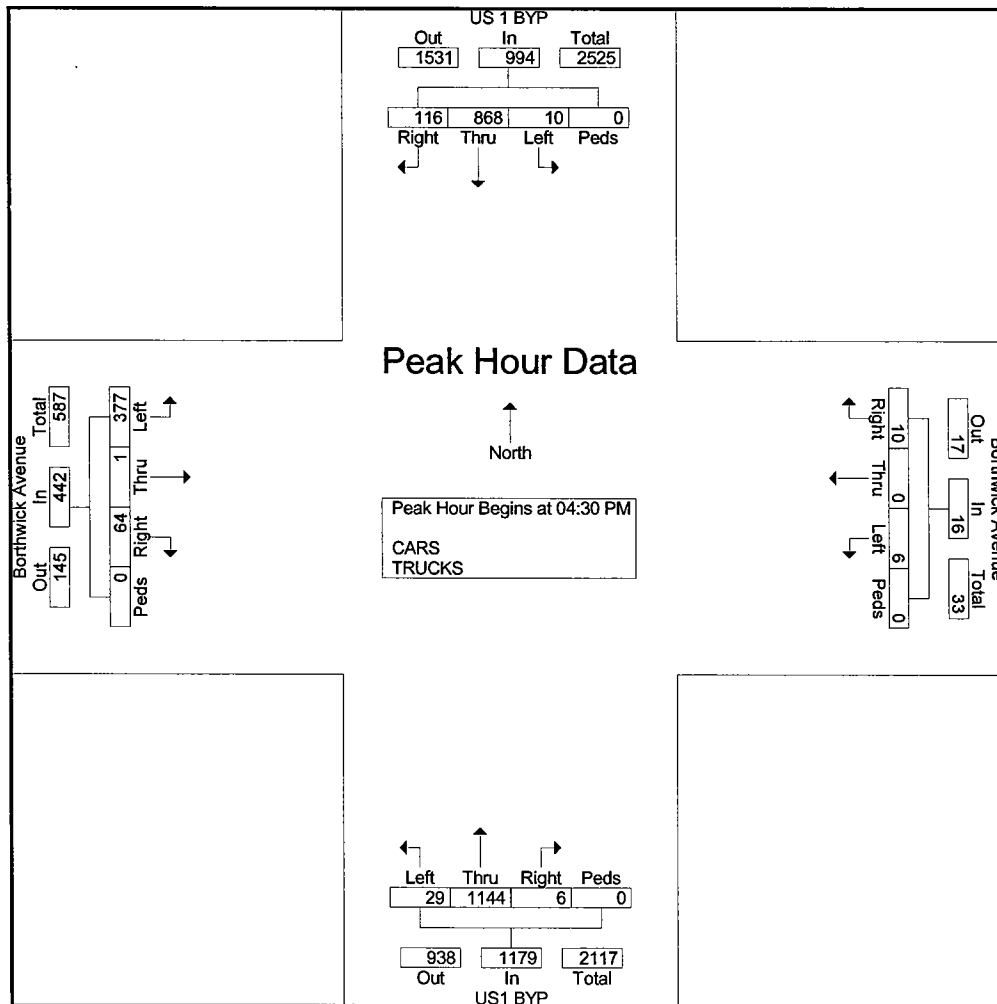 US 1 BYP
Out In Total
1531 994 2525
116 868 10 0
Right Thru Left Peds
Peak Hour Data
North
Peak Hour Begins at 04:30 PM
CARS
TRUCKS
Borthwick Avenue
Out In Total
145 442 587
377 1 64 0
Left Thru Right Peds
Right Thru Left Peds
10 0 6 0
Out In Total
17 16 33
Borthwick Avenue
Left Thru Right Peds
29 1144 6 0
938 1179 2117
Out In Total
US1 BYP